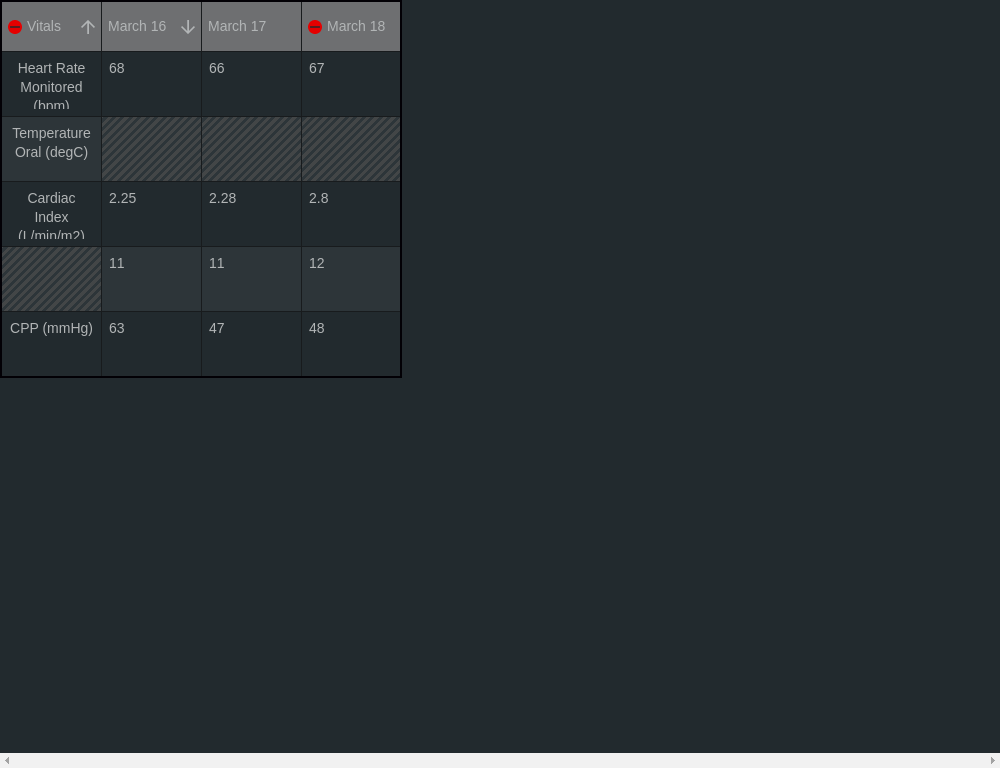 Vitals March 16 March 17 March 18
Heart Rate Monitored (bpm) 68 66 67
Temperature Oral (degC)
Cardiac Index (L/min/m2) 2.25 2.28 2.8
11 11 12
CPP (mmHg) 63 47 48